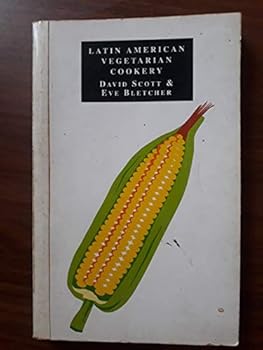 LATIN AMERICAN
VEGETARIAN
COOKERY
DAVID SCOTT &
EVE BLETCHER